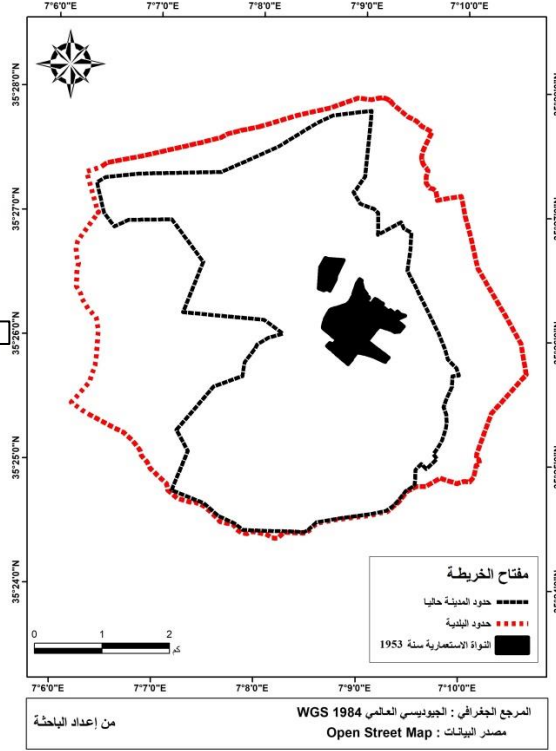 7°6'0"E 7°7'0"E 7°8'0"E 7°9'0"E 7°10'0"E
35°28'0"N
35°27'0"N
35°26'0"N
35°25'0"N
35°24'0"N
مفتاح الخريطة
حدود المدينة حاليا
حدود البلدية
النواة الاستعمارية سنة 1953
0 1 2
كم
7°6'0"E 7°7'0"E 7°8'0"E 7°9'0"E 7°10'0"E
المرجع الجغرافي : الجيوديسي العالمي WGS 1984
مصدر البيانات : Open Street Map
من إعداد الباحثة